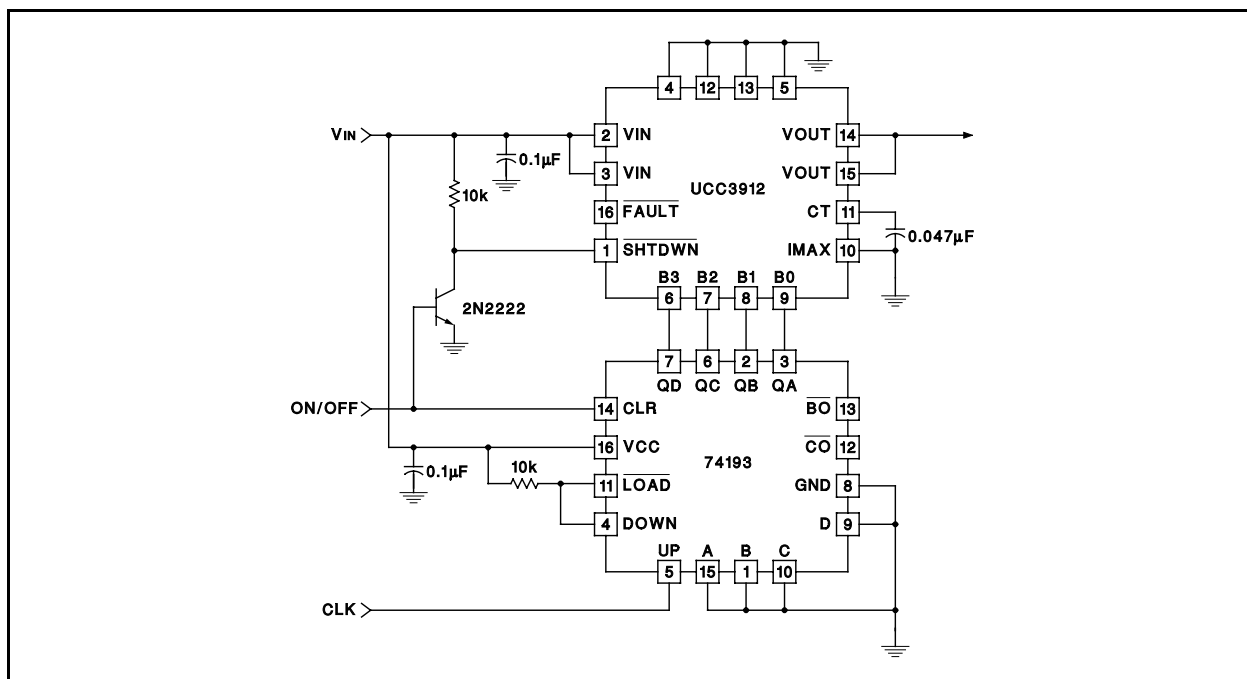 4 12 13 5
VIN
2 VIN VOUT 14
0.1µF
3 VIN VOUT 15
UCC3912
10k
16 FAULT CT 11
0.047µF
1 SHTDWN IMAX 10
B3 B2 B1 B0
6 7 8 9
2N2222
7 6 2 3
QD QC QB QA
ON/OFF
14 CLR BO 13
16 VCC CO 12
74193
0.1µF
10k
11 LOAD GND 8
4 DOWN D 9
UP A B C
5 15 1 10
CLK